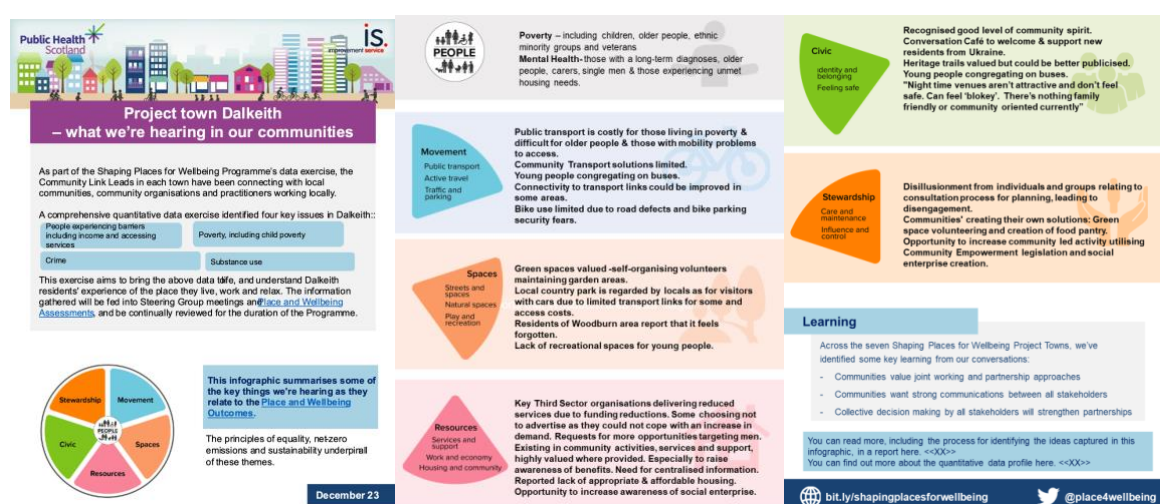 Public Health
Scotland
is.
improvement service
Project town Dalkeith
– what we're hearing in our communities
As part of the Shaping Places for Wellbeing Programme's data exercise, the
Community Link Leads in each town have been connecting with local
communities, community organisations and practitioners working locally.
A comprehensive quantitative data exercise identified four key issues in Dalkeith::
People experiencing barriers
including income and accessing
services
Poverty, including child poverty
Crime
Substance use
This exercise aims to bring the above data to life, and understand Dalkeith
residents' experience of the place they live, work and relax. The information
gathered will be fed into Steering Group meetings and Place and Wellbeing
Assessments, and be continually reviewed for the duration of the Programme.
Stewardship
Movement
PEOPLE
Civic
Spaces
Resources
This infographic summarises some of
the key things we're hearing as they
relate to the Place and Wellbeing
Outcomes.
The principles of equality, net-zero
emissions and sustainability underpin all
of these themes.
December 23
PEOPLE
Poverty – including children, older people, ethnic
minority groups and veterans
Mental Health- those with a long-term diagnoses, older
people, carers, single men & those experiencing unmet
housing needs.
Movement
Public transport
Active travel
Traffic and
parking
Public transport is costly for those living in poverty &
difficult for older people & those with mobility problems
to access.
Community Transport solutions limited.
Young people congregating on buses.
Connectivity to transport links could be improved in
some areas.
Bike use limited due to road defects and bike parking
security fears.
Spaces
Streets and
spaces
Natural spaces
Play and
recreation
Green spaces valued -self-organising volunteers
maintaining garden areas.
Local country park is regarded by locals as for visitors
with cars due to limited transport links for some and
access costs.
Residents of Woodburn area report that it feels
forgotten.
Lack of recreational spaces for young people.
Resources
Services and
support
Work and economy
Housing and community
Key Third Sector organisations delivering reduced
services due to funding reductions. Some choosing not
to advertise as they could not cope with an increase in
demand. Requests for more opportunities targeting men.
Existing in community activities, services and support,
highly valued where provided. Especially to raise
awareness of benefits. Need for centralised information.
Reported lack of appropriate & affordable housing.
Opportunity to increase awareness of social enterprise.
Civic
identity and
belonging
Feeling safe
Recognised good level of community spirit.
Conversation Café to welcome & support new
residents from Ukraine.
Heritage trails valued but could be better publicised.
Young people congregating on buses.
"Night time venues aren't attractive and don't feel
safe. Can feel 'blokey'. There's nothing family
friendly or community oriented currently"
Stewardship
Care and
maintenance
Influence and
control
Disillusionment from individuals and groups relating to
consultation process for planning, leading to
disengagement.
Communities' creating their own solutions: Green
space volunteering and creation of food pantry.
Opportunity to increase community led activity utilising
Community Empowerment legislation and social
enterprise creation.
Learning
Across the seven Shaping Places for Wellbeing Project Towns, we've
identified some key learning from our conversations:
- Communities value joint working and partnership approaches
- Communities want strong communications between all stakeholders
- Collective decision making by all stakeholders will strengthen partnerships
You can read more, including the process for identifying the ideas captured in this
infographic, in a report here. <<XX>>
You can find out more about the quantitative data profile here. <<XX>>
bit.ly/shapingplacesforwellbeing
@place4wellbeing